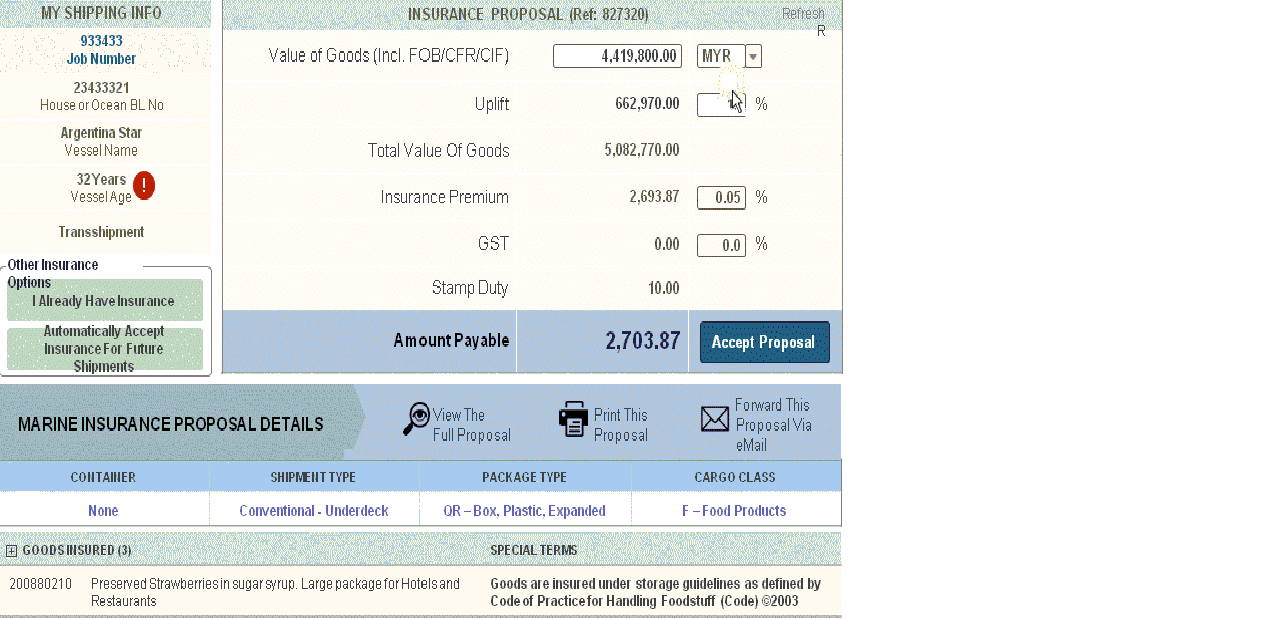 MY SHIPPING INFO
933433
Job Number
23433321
House or Ocean BL No
Argentina Star
Vessel Name
32 Years
Vessel Age
!
Transshipment
Other Insurance
Options
I Already Have Insurance
Automatically Accept
Insurance For Future
Shipments
INSURANCE PROPOSAL (Ref: 827320)
Refresh
R
Value of Goods (Incl. FOB/CFR/CIF) 4,419,800.00 MYR
Uplift 662,970.00 %
Total Value Of Goods 5,082,770.00
Insurance Premium 2,693.87 0.05 %
GST 0.00 0.0 %
Stamp Duty 10.00
Amount Payable 2,703.87 Accept Proposal
MARINE INSURANCE PROPOSAL DETAILS
View The
Full Proposal
Print This
Proposal
Forward This
Proposal Via
eMail
CONTAINER SHIPMENT TYPE PACKAGE TYPE CARGO CLASS
None Conventional - Underdeck QR – Box, Plastic, Expanded F – Food Products
GOODS INSURED (3) SPECIAL TERMS
200880210 Preserved Strawberries in sugar syrup. Large package for Hotels and
Restaurants
Goods are insured under storage guidelines as defined by
Code of Practice for Handling Foodstuff (Code) ©2003